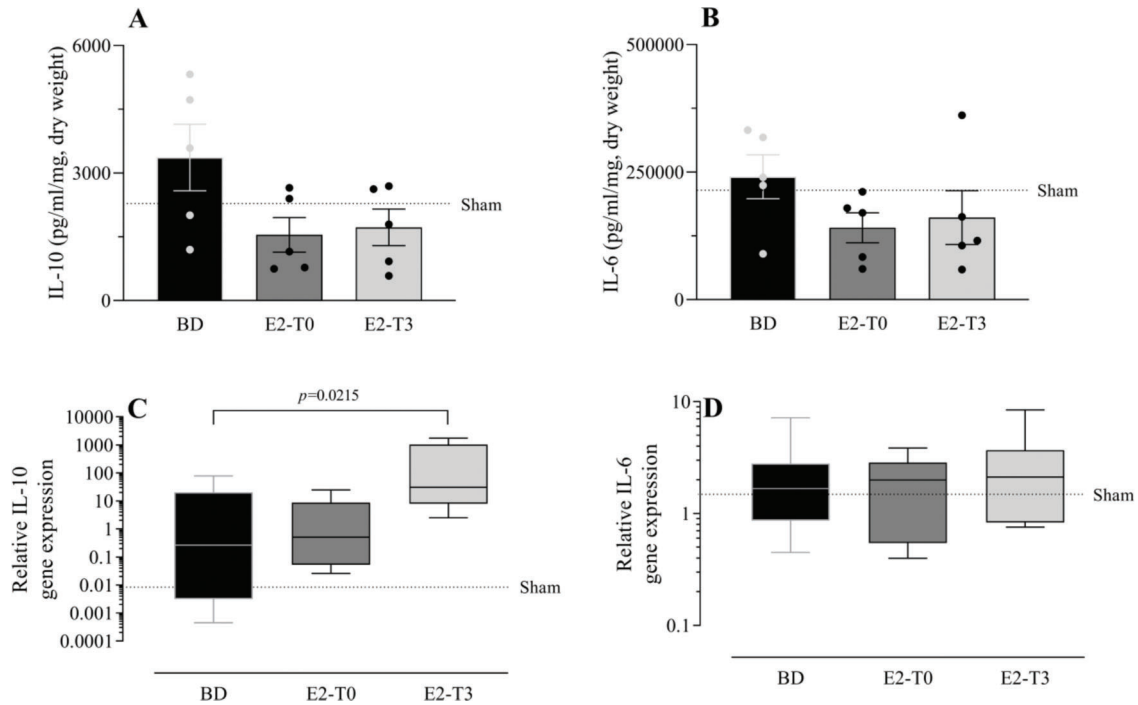 A
IL-10 (pg/ml/mg, dry weight)
6000
3000
0
Sham
BD
E2-T0
E2-T3
B
IL-6 (pg/ml/mg, dry weight)
500000
250000
0
Sham
BD
E2-T0
E2-T3
C
p=0.0215
Relative IL-10
gene expression
10000
1000
100
10
1
0.1
0.01
0.001
0.0001
Sham
BD
E2-T0
E2-T3
D
Relative IL-6
gene expression
10
1
0.1
Sham
BD
E2-T0
E2-T3